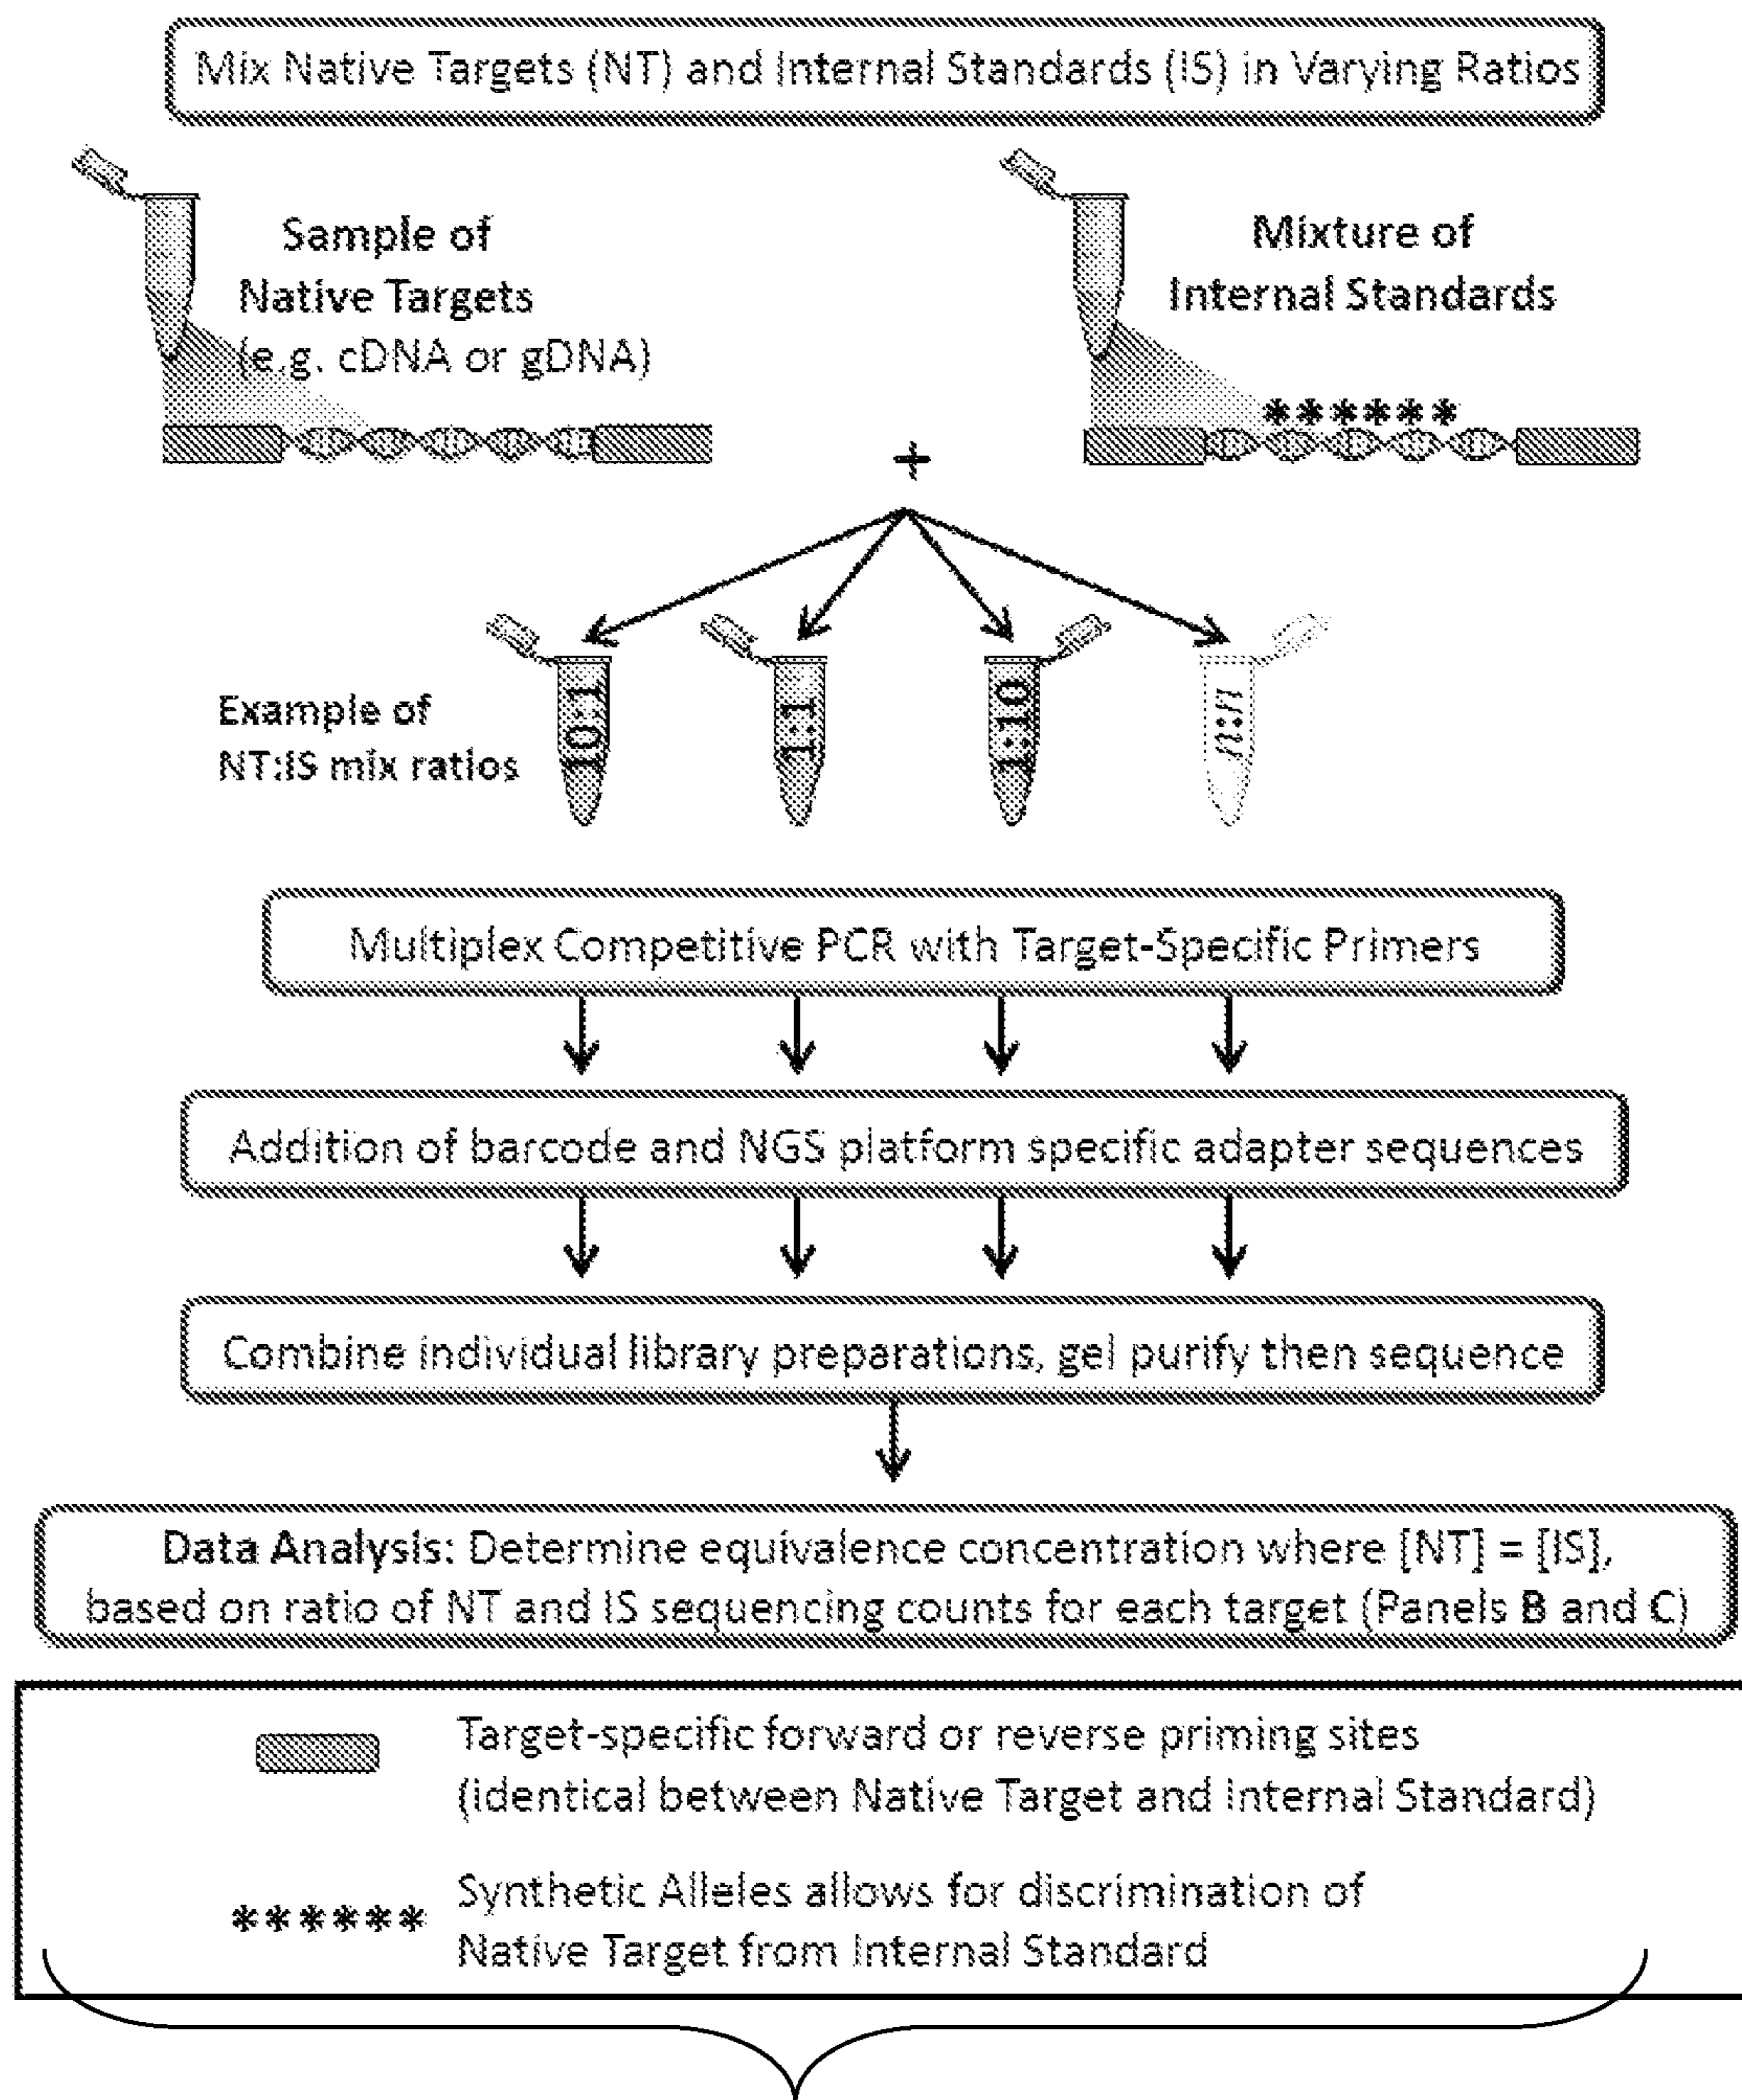 Mix Native Targets (NT) and Internal Standards (IS) in Varying Ratios
Sample of
Native Targets
(e.g. cDNA or gDNA)
Mixture of
Internal Standards
******
+
Example of
NT:IS mix ratios
10:1
1:1
1:10
n:n
Multiplex Competitive PCR with Target-Specific Primers
Addition of barcode and NGS platform specific adapter sequences
Combine individual library preparations, gel purify then sequence
Data Analysis: Determine equivalence concentration where [NT] = [IS],
based on ratio of NT and IS sequencing counts for each target (Panels B and C)
Target-specific forward or reverse priming sites
(identical between Native Target and Internal Standard)
****** Synthetic Alleles allows for discrimination of
Native Target from Internal Standard